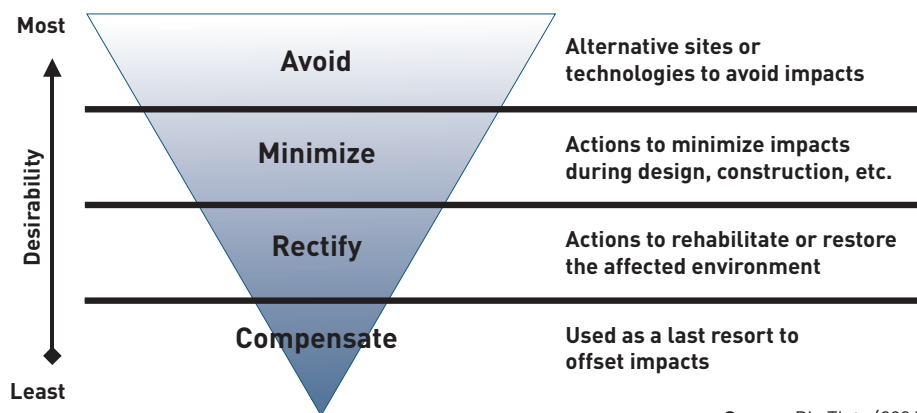 Most
Avoid
Alternative sites or
technologies to avoid impacts
Minimize
Actions to minimize impacts
during design, construction, etc.
Desirability
Rectify
Actions to rehabilitate or restore
the affected environment
Compensate
Used as a last resort to
offset impacts
Least